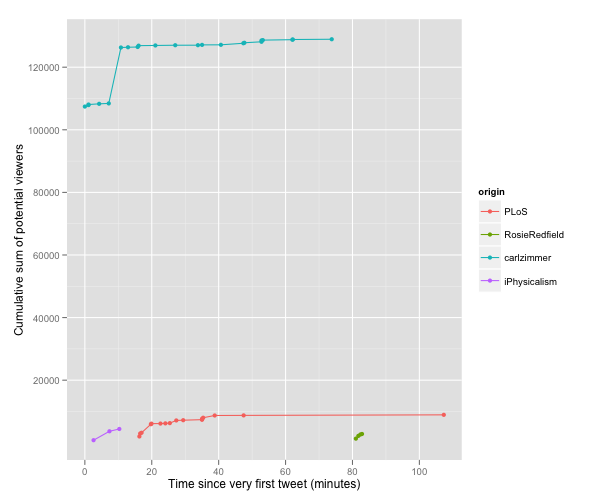 Cumulative sum of potential viewers
120000
100000
80000
60000
40000
20000
0
20
40
60
80
100
Time since very first tweet (minutes)
origin
PLoS
RosieRedfield
carlzimmer
iPhysicalism